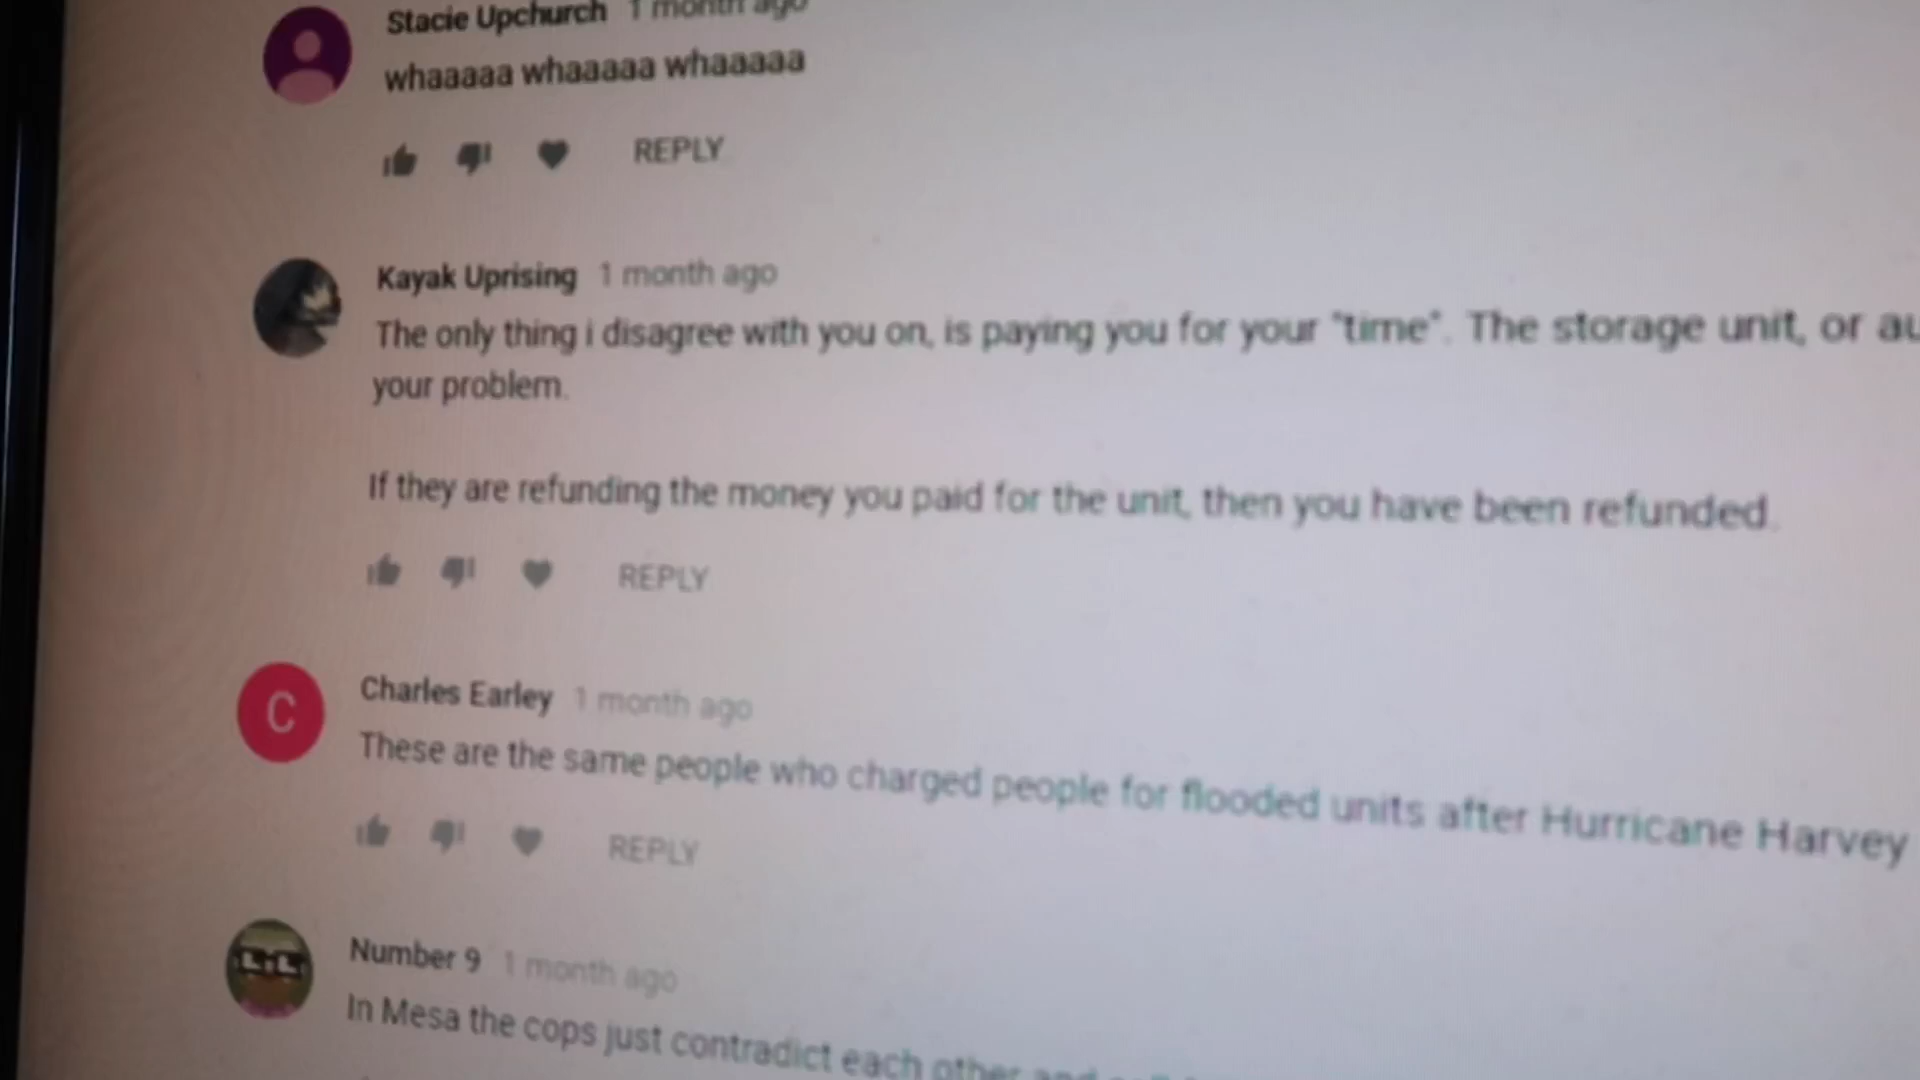 Stacie Upchurch 1 month ago
whaaaaa whaaaaa whaaaaa
REPLY
Kayak Uprising 1 month ago
The only thing i disagree with you on, is paying you for your "time". The storage unit, or au
your problem.
If they are refunding the money you paid for the unit, then you have been refunded.
REPLY
C
Charles Earley 1 month ago
These are the same people who charged people for flooded units after Hurricane Harvey
REPLY
Number 9 1 month ago
In Mesa the cops just contradict each other and